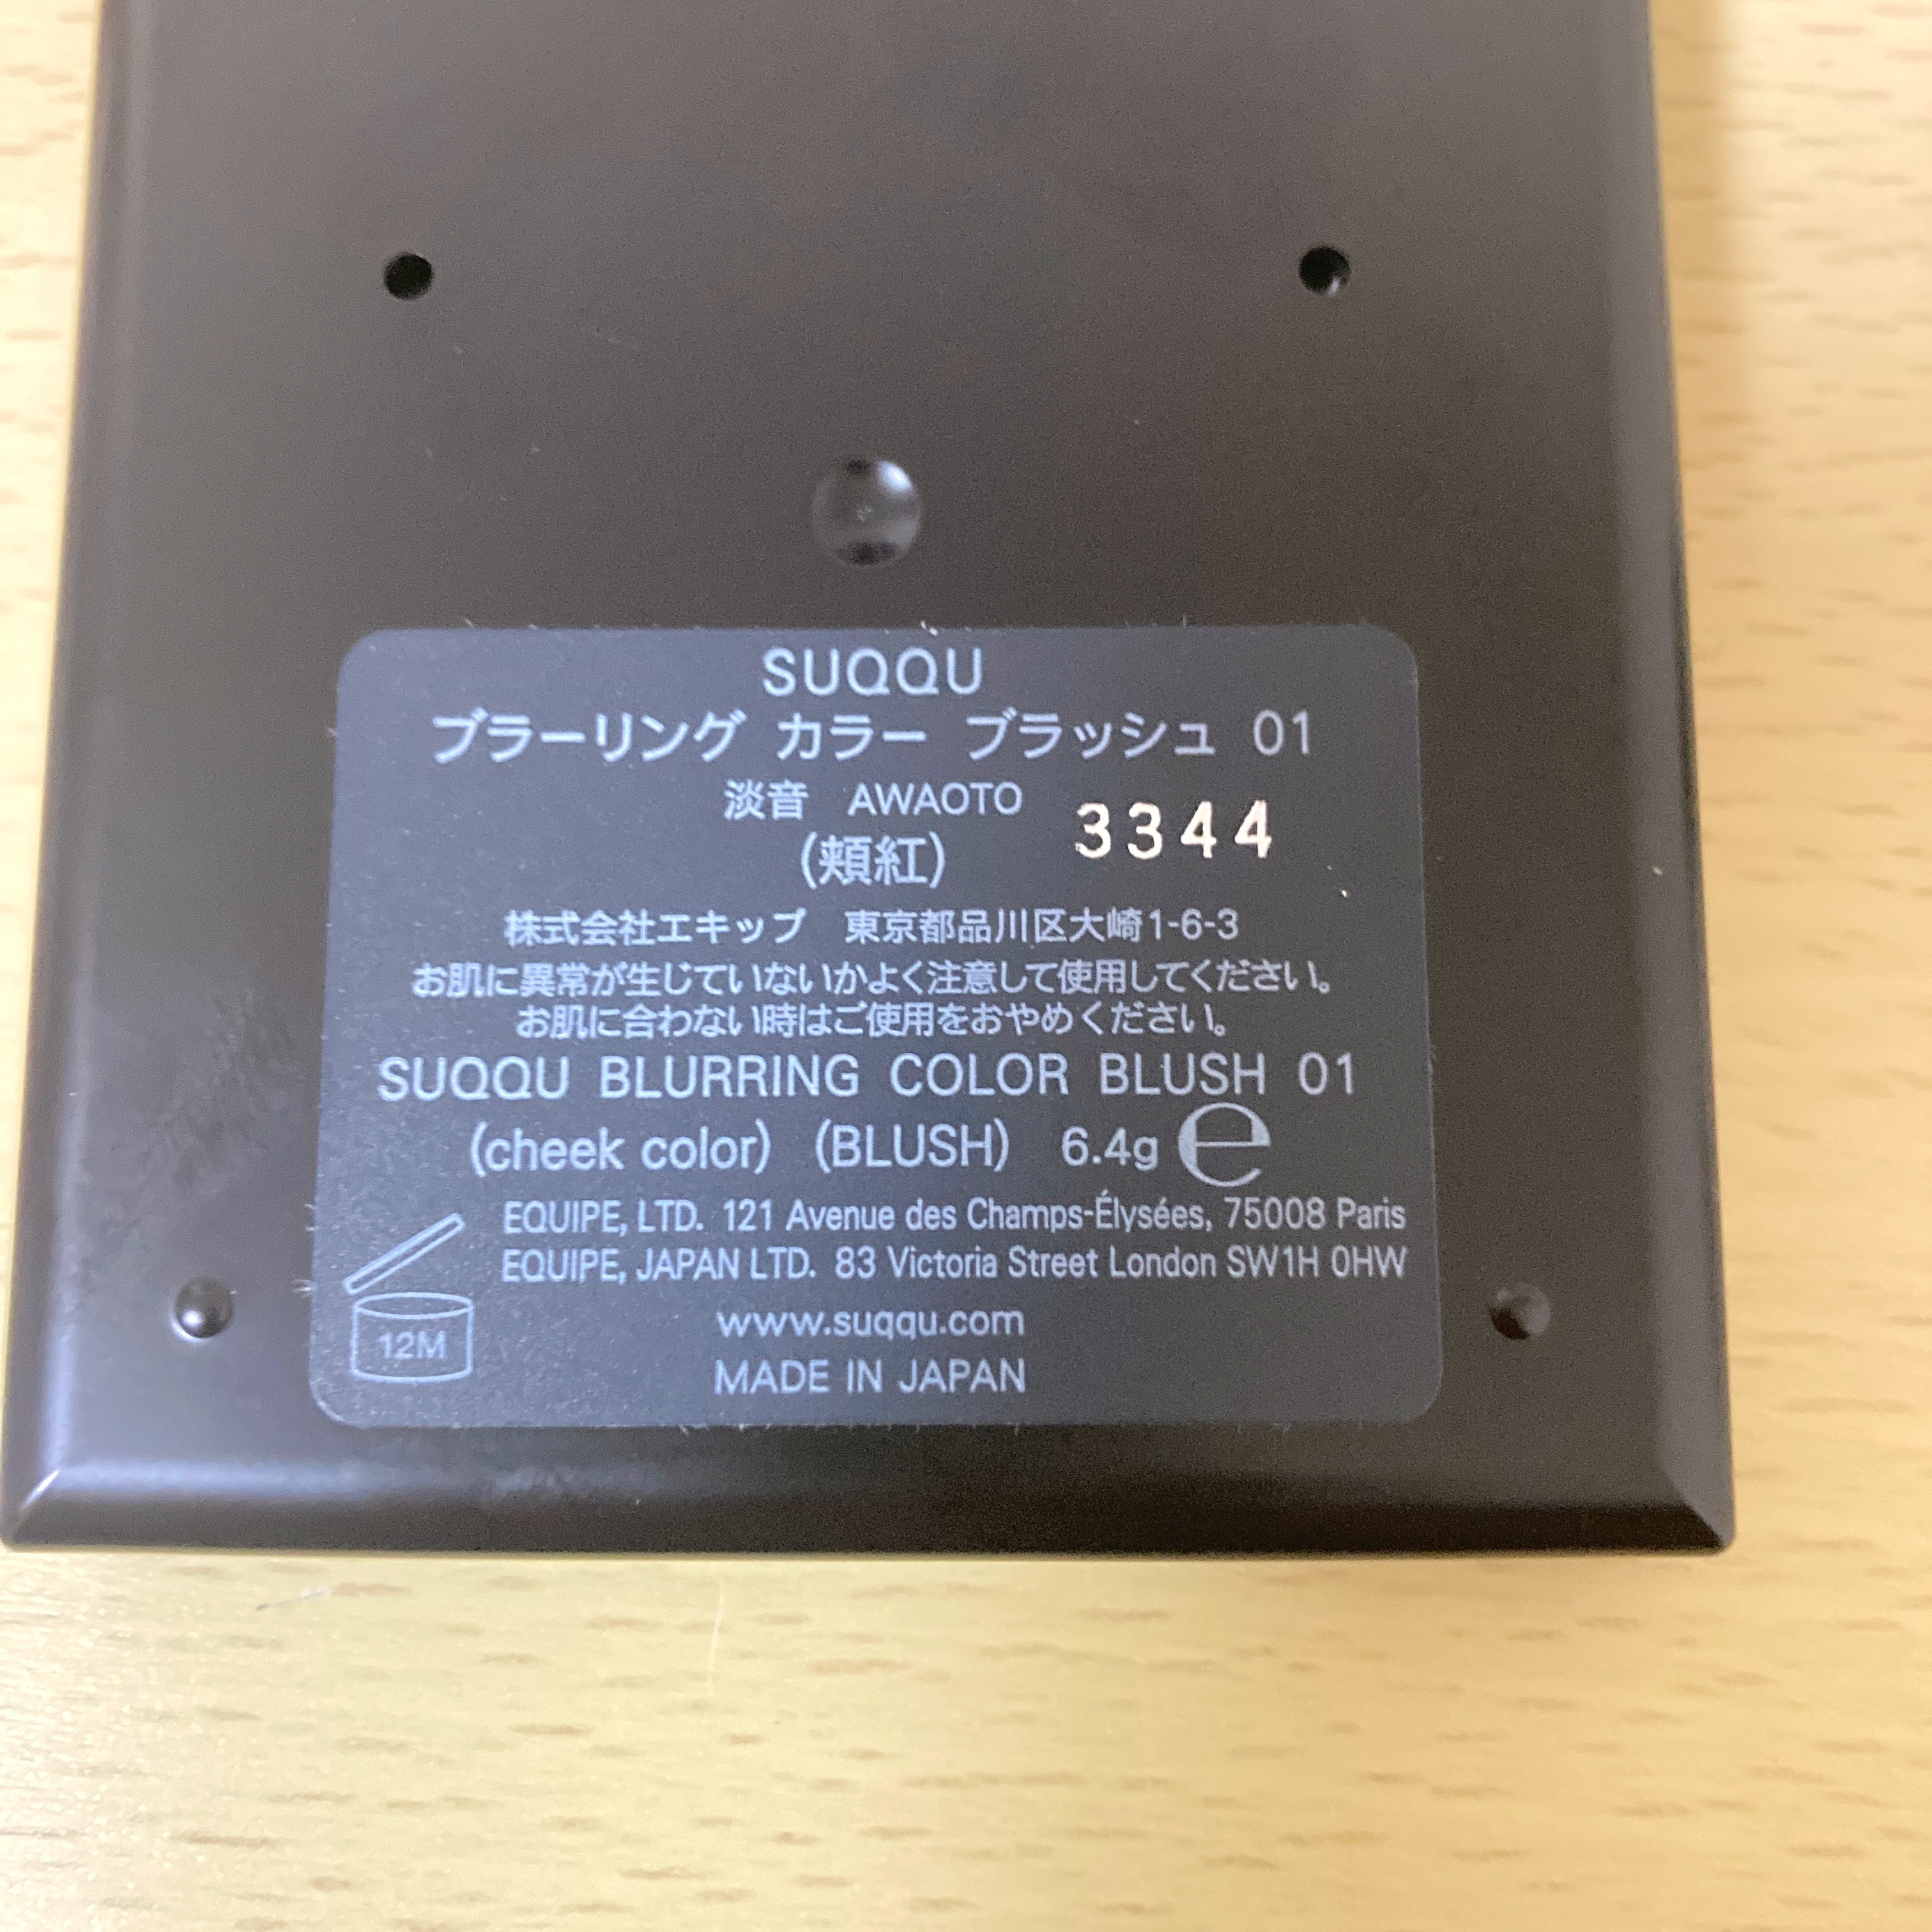 SUQQU
ブラーリング カラー ブラッシュ 01
淡音 AWAOTO
3344
(頬紅)
株式会社エキップ 東京都品川区大崎1-6-3
お肌に異常が生じていないかよく注意して使用してください。
お肌に合わない時はご使用をおやめください。
SUQQU BLURRING COLOR BLUSH 01
(cheek color) (BLUSH) 6.4g ℮
EQUIPE, LTD. 121 Avenue des Champs-Élysées, 75008 Paris
EQUIPE, JAPAN LTD. 83 Victoria Street London SW1H 0HW
12M
www.suqqu.com
MADE IN JAPAN